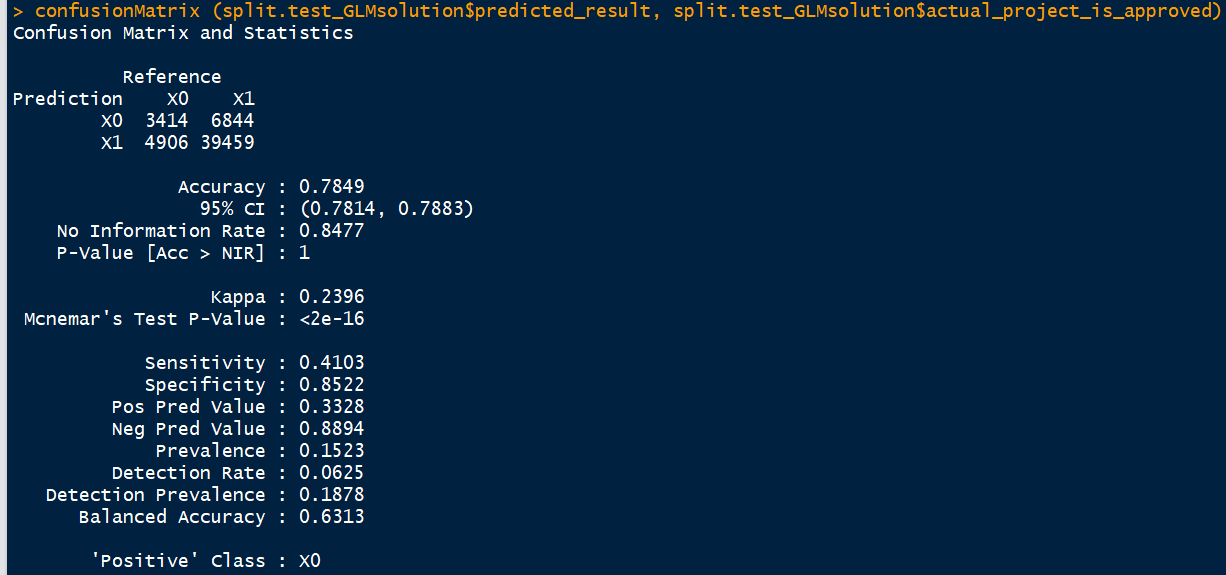 > confusionMatrix (split.test_GLMsolution$predicted_result, split.test_GLMsolution$actual_project_is_approved)
Confusion Matrix and Statistics
Reference
Prediction X0 X1
X0 3414 6844
X1 4906 39459
Accuracy : 0.7849
95% CI : (0.7814, 0.7883)
No Information Rate : 0.8477
P-Value [Acc > NIR] : 1
Kappa : 0.2396
Mcnemar's Test P-Value : <2e-16
Sensitivity : 0.4103
Specificity : 0.8522
Pos Pred Value : 0.3328
Neg Pred Value : 0.8894
Prevalence : 0.1523
Detection Rate : 0.0625
Detection Prevalence : 0.1878
Balanced Accuracy : 0.6313
'Positive' Class : X0